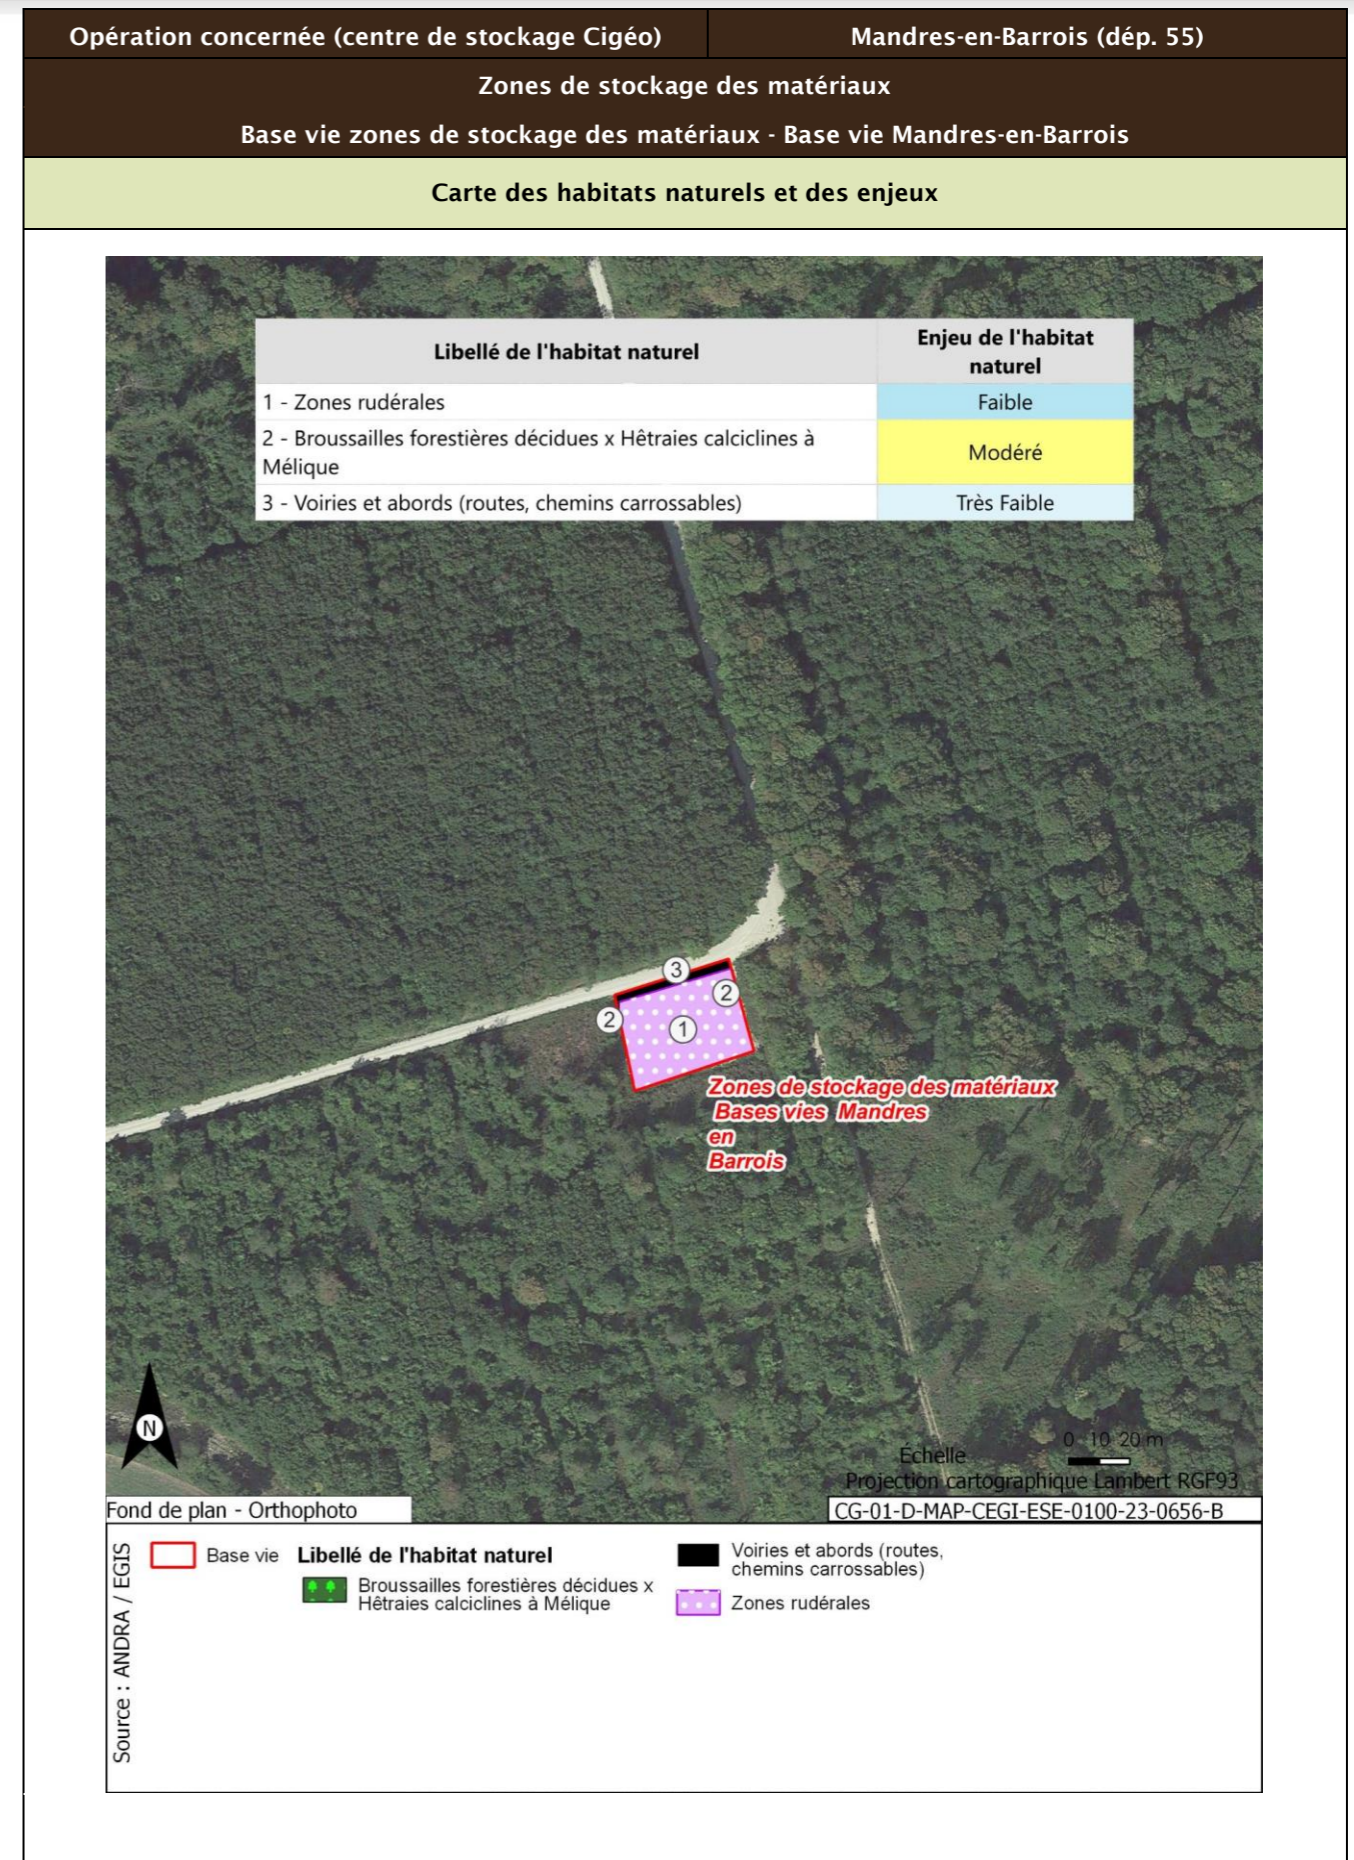 Opération concernée (centre de stockage Cigéo)
Mandres-en-Barrois (dép. 55)
Zones de stockage des matériaux
Base vie zones de stockage des matériaux - Base vie Mandres-en-Barrois
Carte des habitats naturels et des enjeux
Libellé de l'habitat naturel
Enjeu de l'habitat
naturel
1 - Zones rudérales
Faible
2 - Broussailles forestières décidues x Hêtraies calciclines à
Mélique
Modéré
3 - Voiries et abords (routes, chemins carrossables)
Très Faible
3
2
2
1
Zones de stockage des matériaux
Bases vies Mandres
en
Barrois
N
0 10 20 m
Échelle
Projection cartographique Lambert RGF93
Fond de plan - Orthophoto
CG-01-D-MAP-CEGI-ESE-0100-23-0656-B
Source : ANDRA / EGIS
Base vie
Libellé de l'habitat naturel
Broussailles forestières décidues x
Hêtraies calciclines à Mélique
Voiries et abords (routes,
chemins carrossables)
Zones rudérales